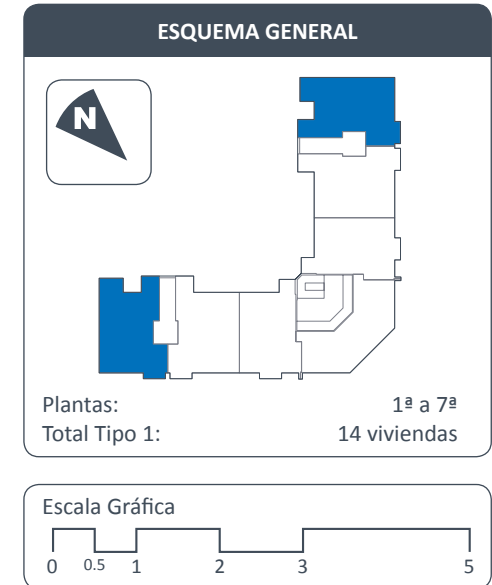 ESQUEMA GENERAL
N
Plantas: 1ª a 7ª
Total Tipo 1: 14 viviendas
Escala Gráfica
0 0.5 1 2 3 5